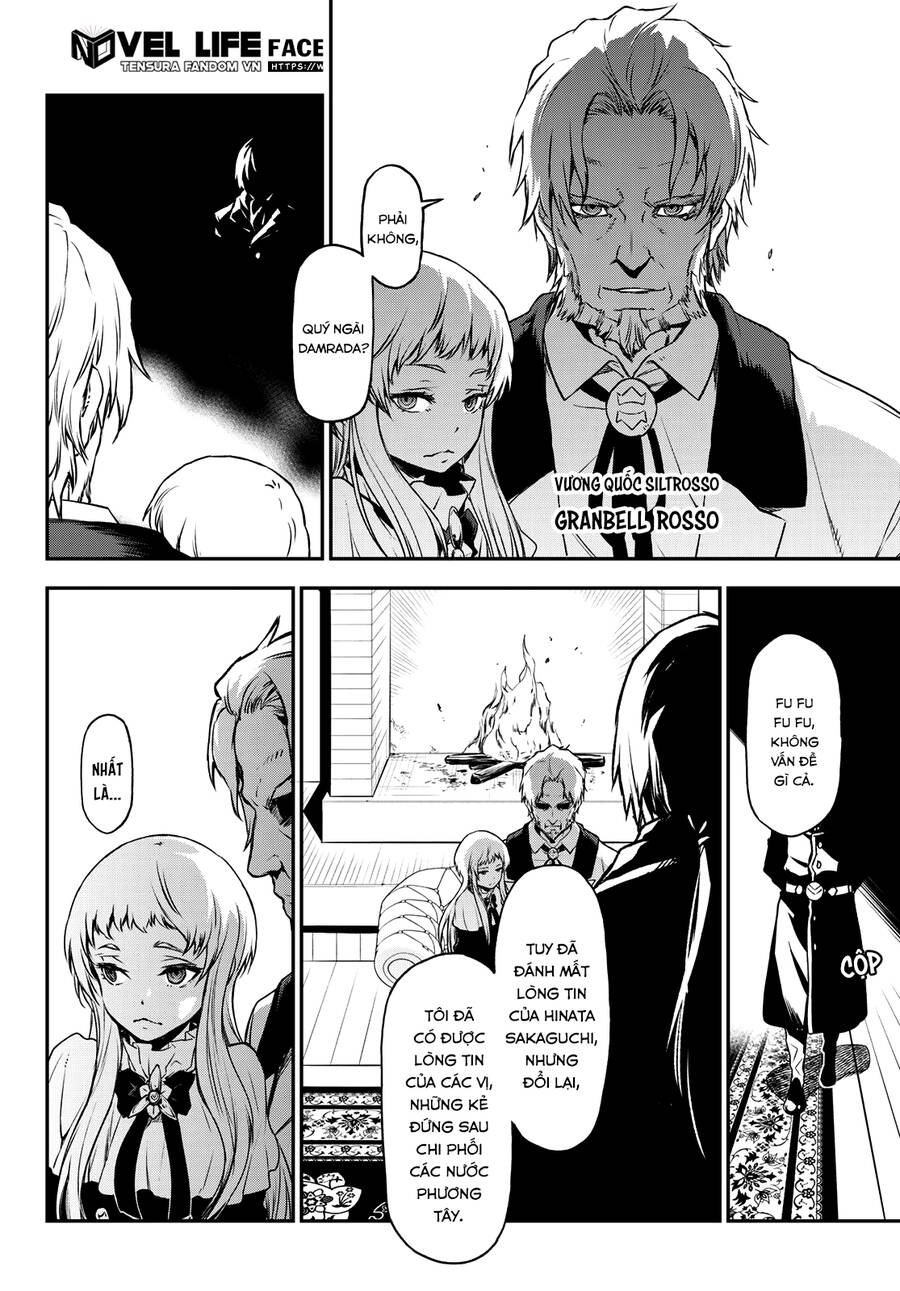 NOVEL LIFE FACE
TENSURA FANDOM VN HTTPS://W
PHẢI
KHÔNG,
QUÝ NGÀI
DAMRADA?
VƯƠNG QUỐC SILTROSSO
GRANBELL ROSSO
FU FU
FU FU,
KHÔNG
VẤN ĐỀ
GÌ CẢ.
CỘP
TUY ĐÃ
ĐÁNH MẤT
LÒNG TIN
CỦA HINATA
SAKAGUCHI,
NHƯNG
ĐỔI LẠI,
TÔI ĐÃ
CÓ ĐƯỢC
LÒNG TIN
CỦA CÁC VỊ,
NHỮNG KẺ
ĐỨNG SAU
CHI PHỐI
CÁC NƯỚC
PHƯƠNG
TÂY.
NHẤT
LÀ...